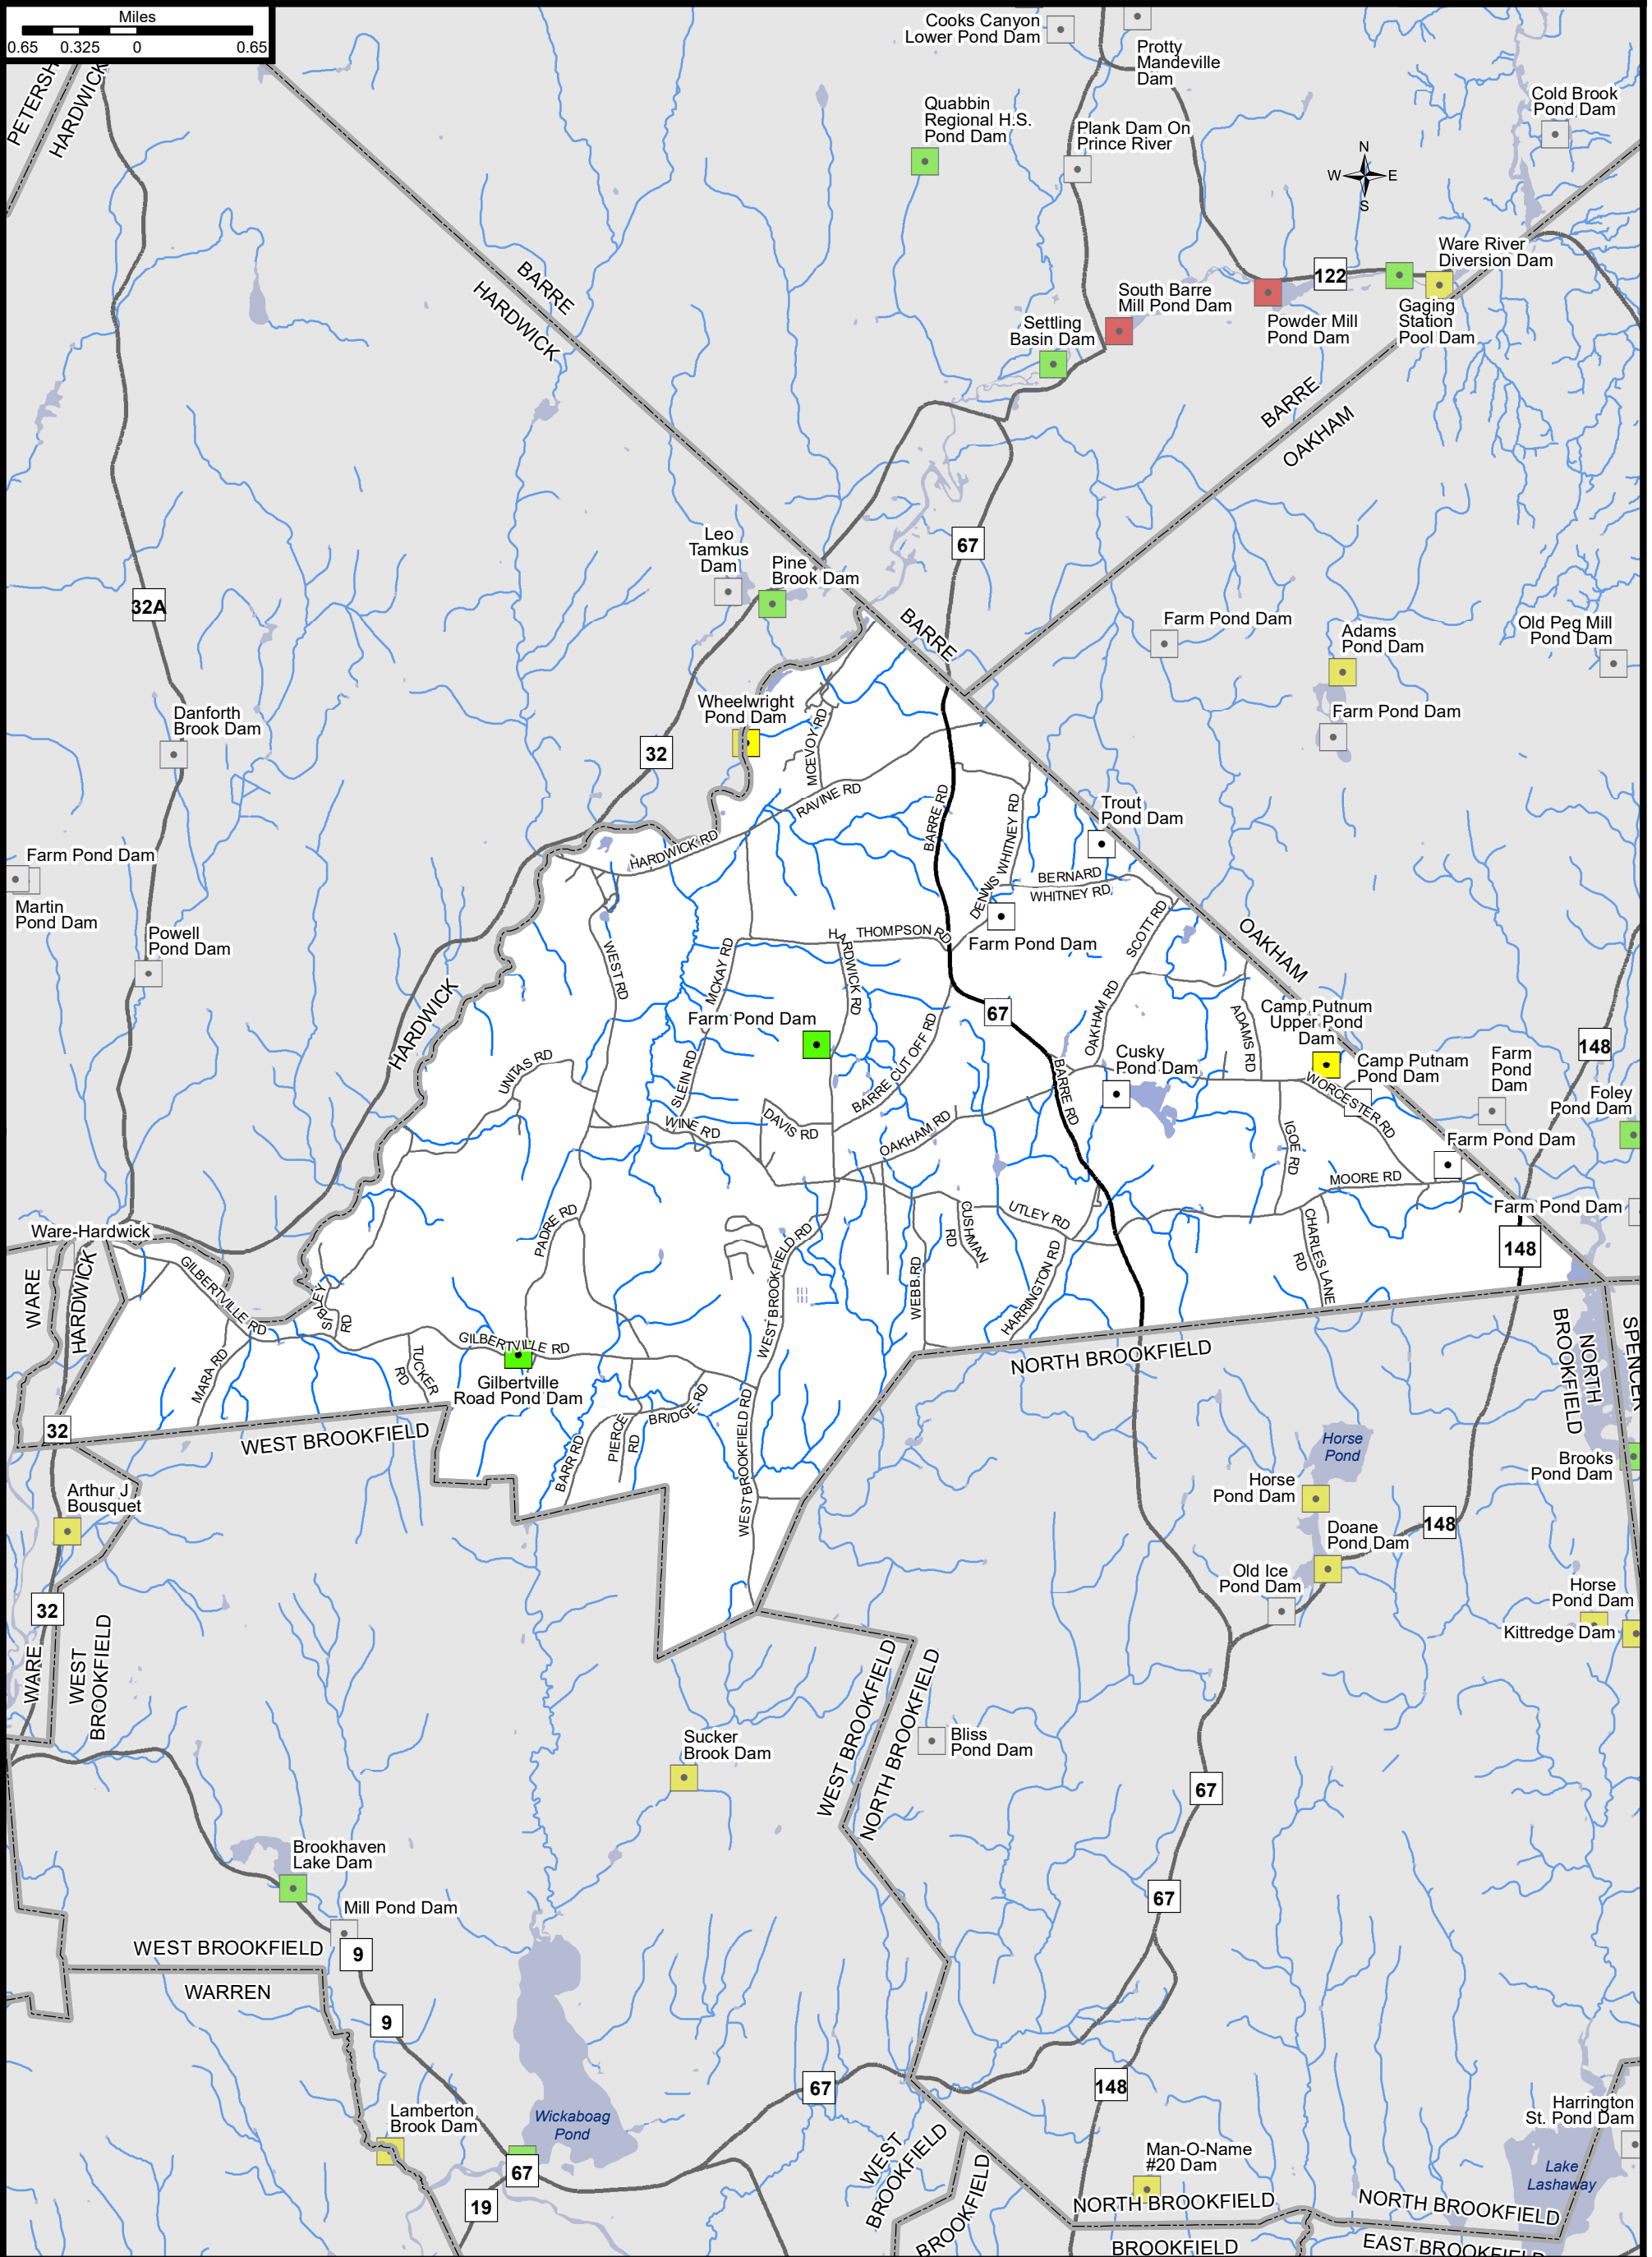 Miles
0.65 0.325 0 0.65
Cooks Canyon
Lower Pond Dam
Protty
Mandeville
Dam
Cold Brook
Pond Dam
HARDWICK
Quabbin
Regional H.S.
Pond Dam
Plank Dam On
Prince River
N
W E
S
Ware River
Diversion Dam
122
BARRE
HARDWICK
South Barre
Mill Pond Dam
Powder Mill
Pond Dam
Gaging
Station
Pool Dam
Settling
Basin Dam
BARRE
OAKHAM
Leo
Tamkus
Dam
Pine
Brook Dam
67
32A
BARRE
Farm Pond Dam
Adams
Pond Dam
Old Peg Mill
Pond Dam
Danforth
Brook Dam
Wheelwright
Pond Dam
Farm Pond Dam
32
MCEVOY RD
RAVINE RD
BARRE RD
DENNIS WHITNEY RD
Trout
Pond Dam
HARDWICK RD
Farm Pond Dam
Martin
Pond Dam
BERNARD
WHITNEY RD
Farm Pond Dam
SCOTT RD
OAKHAM
Powell
Pond Dam
THOMPSON RD
HARDWICK RD
WEST RD
MCKAY RD
HARDWICK
Farm Pond Dam
67
OAKHAM RD
ADAMS RD
Camp Putnum
Upper Pond
Dam
148
UNITAS RD
SLEIN RD
BARRE CUT OFF RD
BARRE RD
Cusky
Pond Dam
Camp Putnam
Pond Dam
Farm
Pond
Dam
Foley
Pond Dam
WORCESTER RD
WINE RD
DAVIS RD
OAKHAM RD
IGOE RD
Farm Pond Dam
MOORE RD
Farm Pond Dam
Ware-Hardwick
PADRE RD
WEST BROOKFIELD RD
WEBB RD
CUSHMAN
RD
UTLEY RD
HARRINGTON RD
CHARLES LANE
RD
148
WARE
HARDWICK
GILBERTVILLE RD
SIBLEY
RD
MARA RD
TUCKER
RD
GILBERTVILLE RD
Gilbertville
Road Pond Dam
NORTH BROOKFIELD
NORTH
BROOKFIELD
SPENCER
32
WEST BROOKFIELD
BARR RD
PIERCE
RD
BRIDGE RD
WEST BROOKFIELD RD
Horse
Pond
Brooks
Pond Dam
Arthur J
Bousquet
Horse
Pond Dam
148
Doane
Pond Dam
Old Ice
Pond Dam
Horse
Pond Dam
Kittredge Dam
32
WARE
WEST
BROOKFIELD
WEST BROOKFIELD
NORTH BROOKFIELD
Sucker
Brook Dam
Bliss
Pond Dam
67
Brookhaven
Lake Dam
Mill Pond Dam
67
WEST BROOKFIELD
9
WARREN
9
67
148
Lamberton
Brook Dam
Wickaboag
Pond
Harrington
St. Pond Dam
67
19
WEST
BROOKFIELD
BROOKFIELD
Man-O-Name
#20 Dam
Lake
Lashaway
NORTH BROOKFIELD
NORTH BROOKFIELD
BROOKFIELD